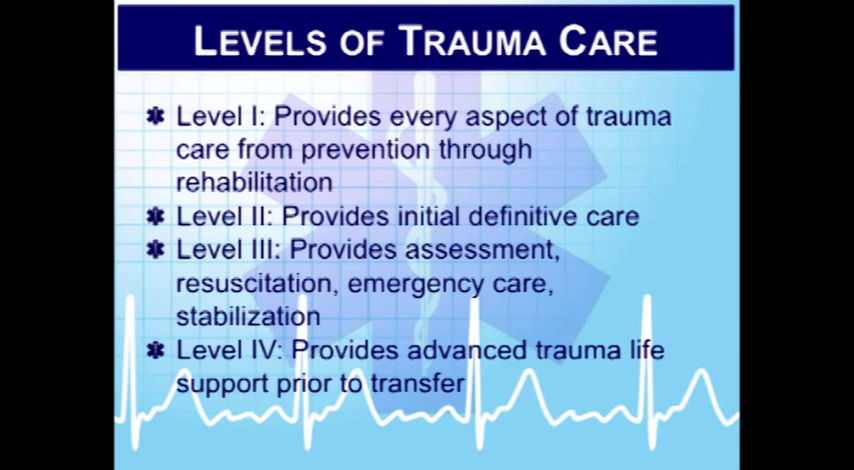 LEVELS OF TRAUMA CARE
Level I: Provides every aspect of trauma
care from prevention through
rehabilitation
Level II: Provides initial definitive care
Level III: Provides assessment,
resuscitation, emergency care,
stabilization
Level IV: Provides advanced trauma life
support prior to transfer